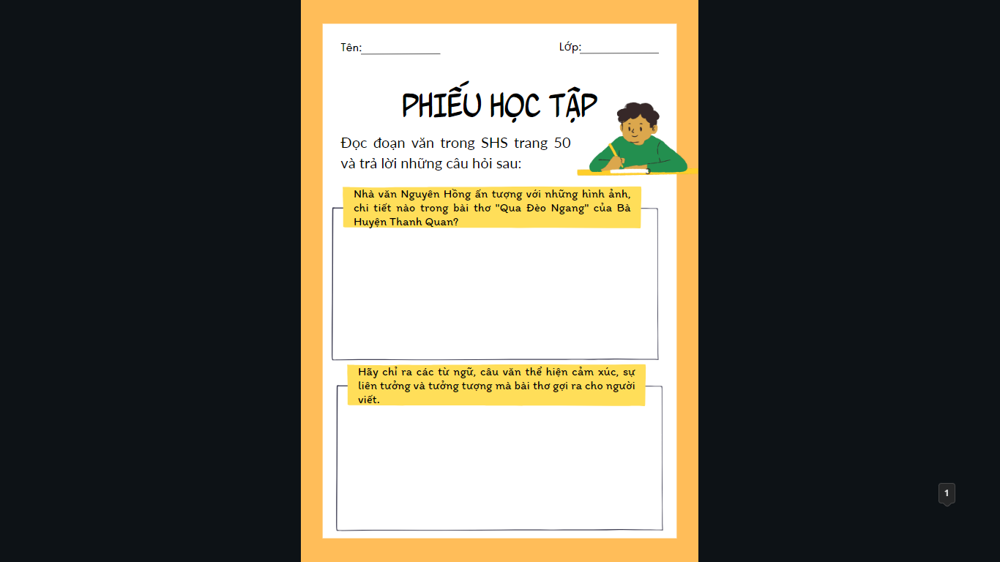 Tên:
Lớp:
PHIẾU HỌC TẬP
Đọc đoạn văn trong SHS trang 50
và trả lời những câu hỏi sau:
Nhà văn Nguyên Hồng ấn tượng với những hình ảnh,
chi tiết nào trong bài thơ "Qua Đèo Ngang" của Bà
Huyện Thanh Quan?
Hãy chỉ ra các từ ngữ, câu văn thể hiện cảm xúc, sự
liên tưởng và tưởng tượng mà bài thơ gợi ra cho người
viết.
1